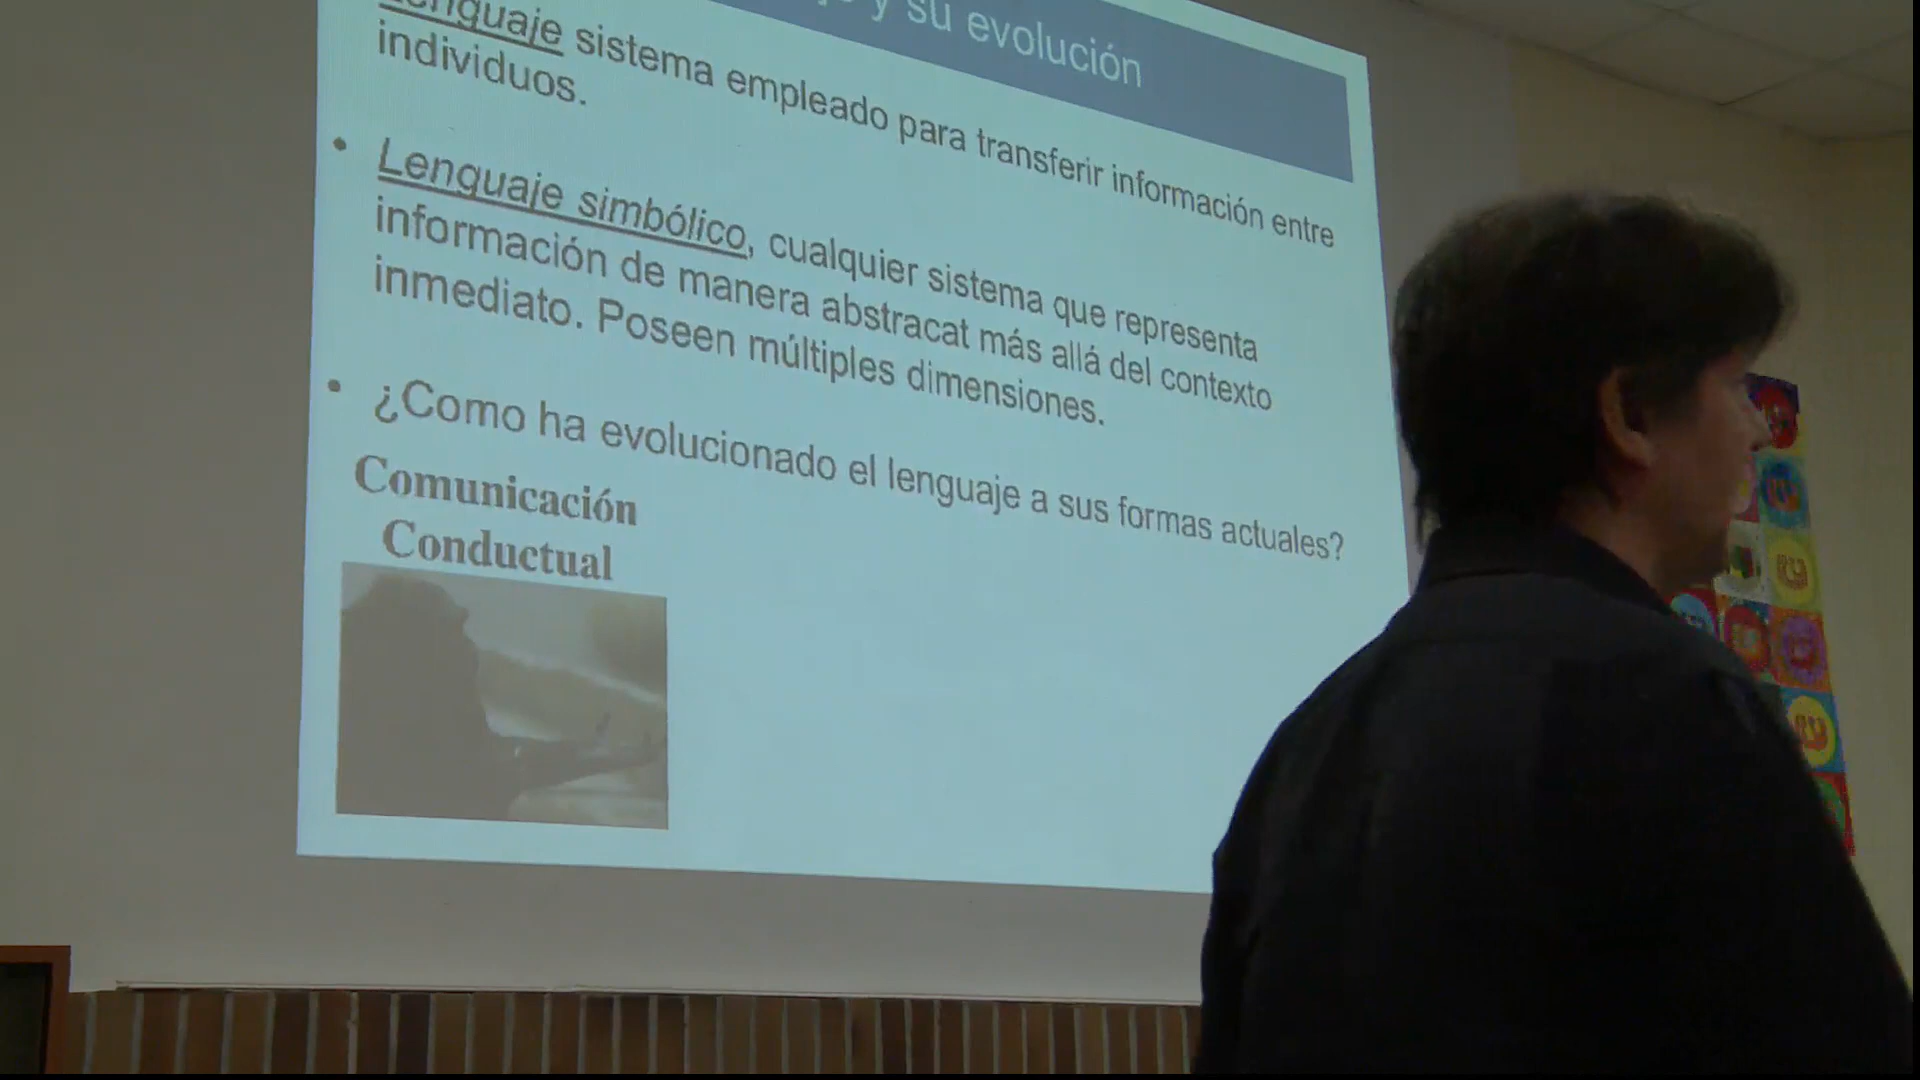 y su evolución
Lenguaje sistema empleado para transferir información entre
individuos.
• Lenguaje simbólico, cualquier sistema que representa
información de manera abstracat más allá del contexto
inmediato. Poseen múltiples dimensiones.
• ¿Como ha evolucionado el lenguaje a sus formas actuales?
Comunicación
Conductual